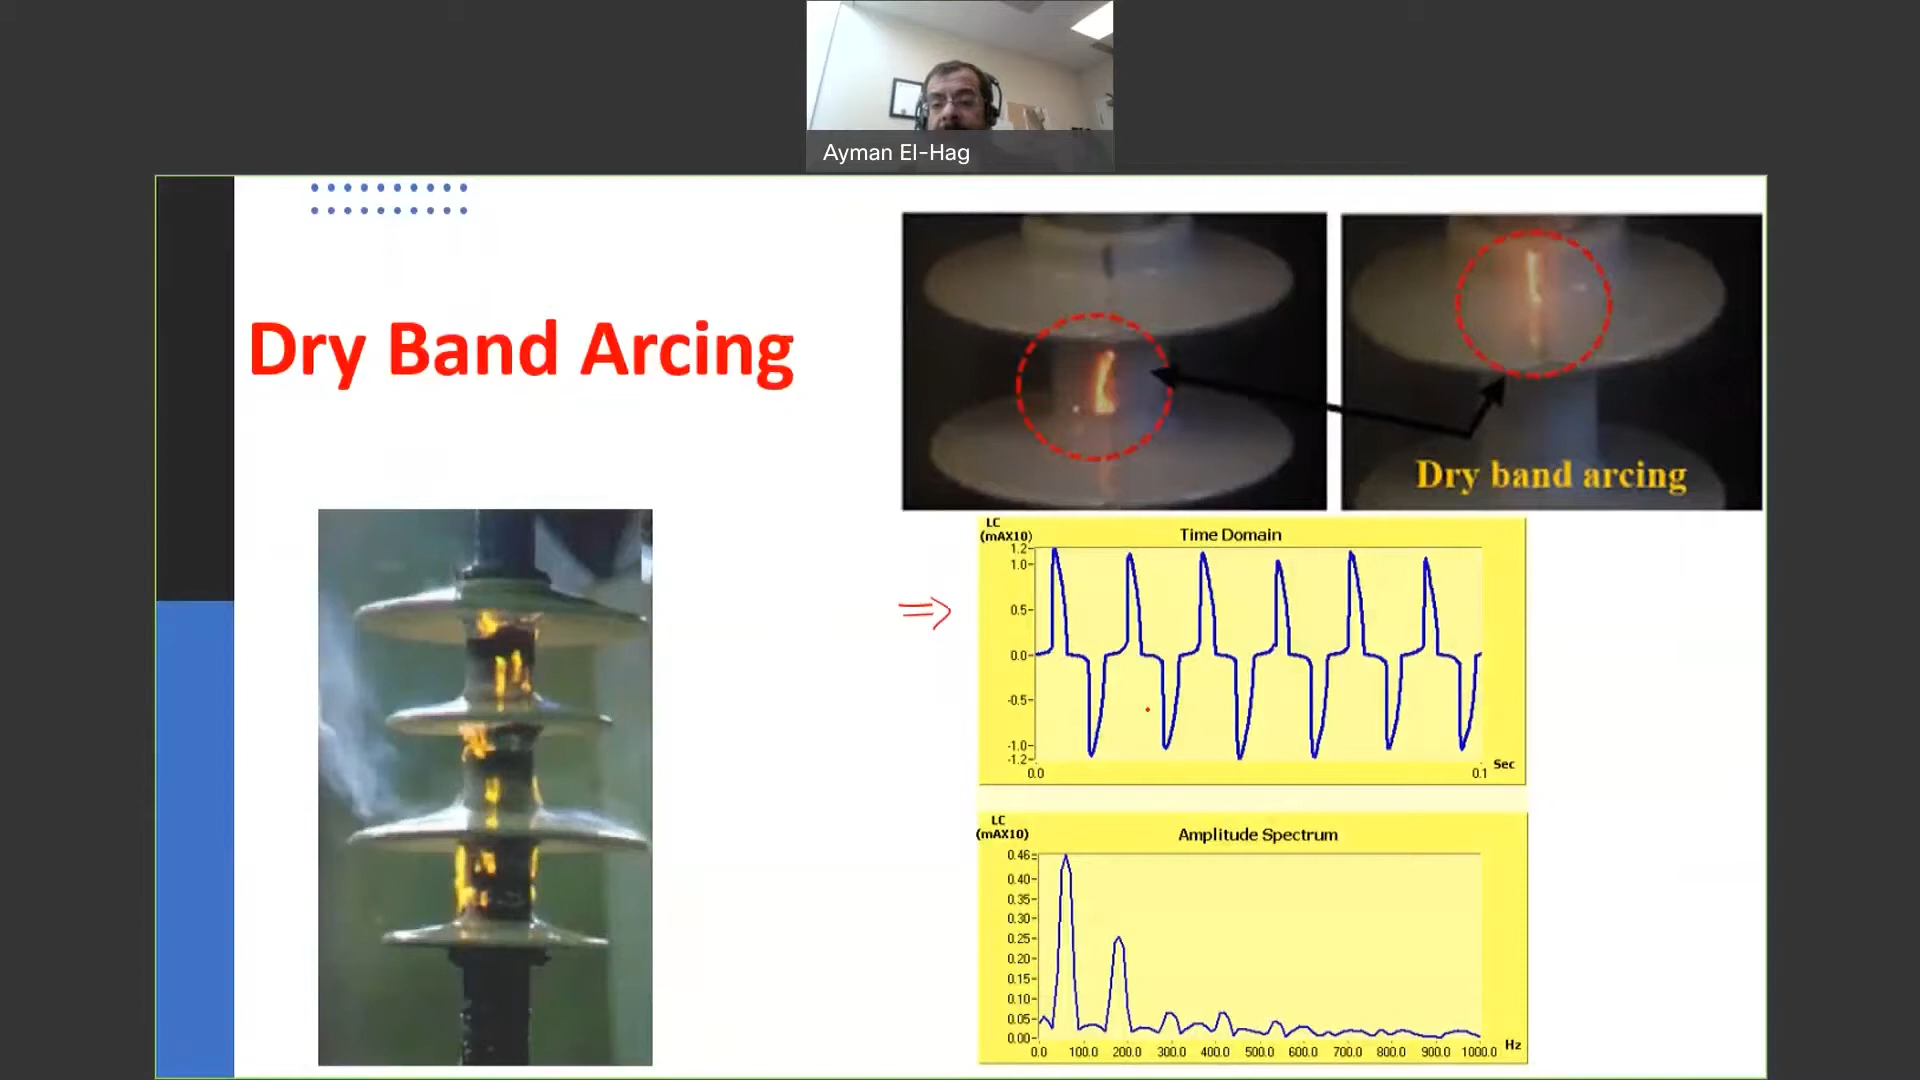 Ayman El-Hag
Dry Band Arcing
Dry band arcing
LC
(mAX10)
Time Domain
1.2
1.0
0.5
0.0
-0.5
-1.0
-1.2
0.0
0.1
Sec
LC
(mAX10)
Amplitude Spectrum
0.46
0.40
0.35
0.30
0.25
0.20
0.15
0.10
0.05
0.00
0.0 100.0 200.0 300.0 400.0 500.0 600.0 700.0 800.0 900.0 1000.0 Hz